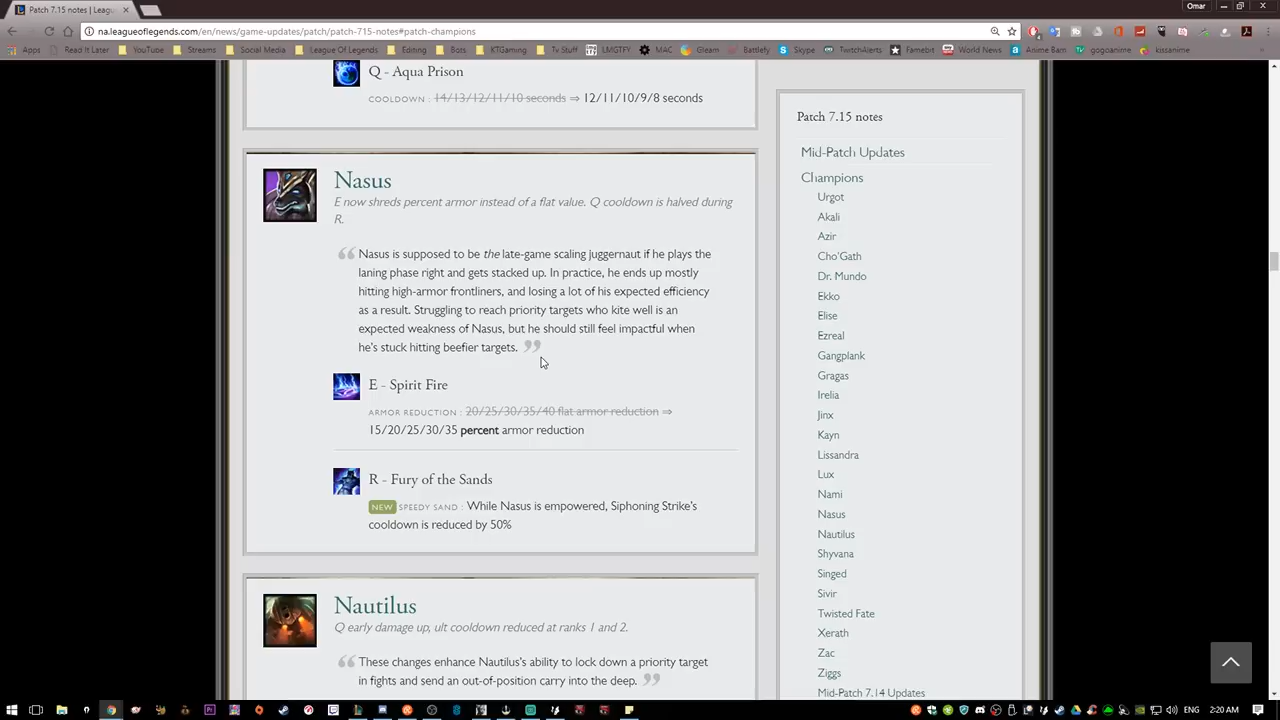 Patch 7.15 notes | Leagu
Omar
na.leagueoflegends.com/en/news/game-updates/patch/patch-715-notes#patch-champions
Apps Read It Later YouTube Streams Social Media League Of Legends Editing Boss KTGaming Tv Stuff LMGTFY MAC Gleam Battlefy Skype TwitchAlerts Famebit World News Anime Barn gogoanime kissanime
Q - Aqua Prison
COOLDOWN : 14/13/12/11/10 seconds ⇒ 12/11/10/9/8 seconds
Nasus
E now shreds percent armor instead of a flat value. Q cooldown is halved during
R.
Nasus is supposed to be the late-game scaling juggernaut if he plays the
laning phase right and gets stacked up. In practice, he ends up mostly
hitting high-armor frontliners, and losing a lot of his expected efficiency
as a result. Struggling to reach priority targets who kite well is an
expected weakness of Nasus, but he should still feel impactful when
he's stuck hitting beefier targets.
E - Spirit Fire
ARMOR REDUCTION : 20/25/30/35/40 flat armor reduction ⇒
15/20/25/30/35 percent armor reduction
R - Fury of the Sands
NEW SPEEDY SAND : While Nasus is empowered, Siphoning Strike's
cooldown is reduced by 50%
Nautilus
Q early damage up, ult cooldown reduced at ranks 1 and 2.
These changes enhance Nautilus's ability to lock down a priority target
in fights and send an out-of-position carry into the deep.
Patch 7.15 notes
Mid-Patch Updates
Champions
Urgot
Akali
Azir
Cho'Gath
Dr. Mundo
Ekko
Elise
Ezreal
Gangplank
Gragas
Irelia
Jinx
Kayn
Lissandra
Lux
Nami
Nasus
Nautilus
Shyvana
Singed
Sivir
Twisted Fate
Xerath
Zac
Ziggs
Mid-Patch 7.14 Updates
2:20 AM